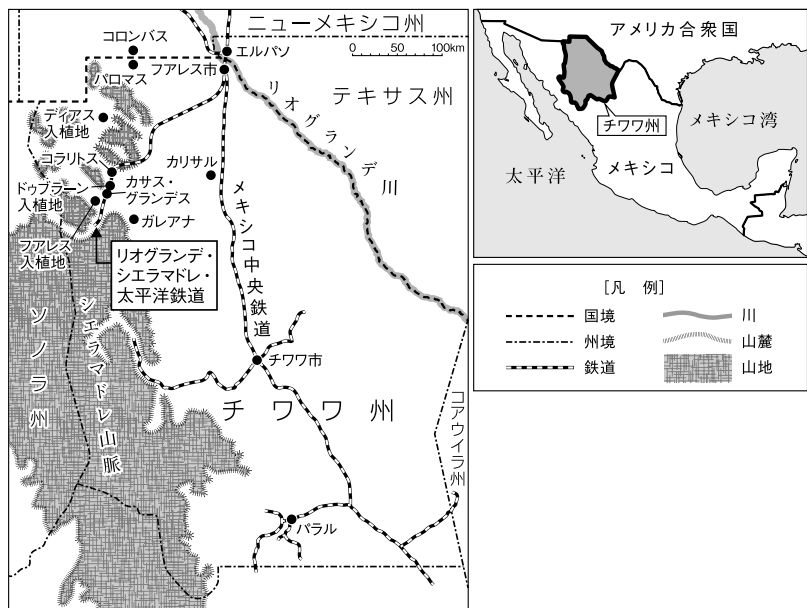 ニューメキシコ州
コロンバス
エルパソ
0 50 100km
パロマス
フアレス市
テキサス州
リオグランデ川
ディアス
入植地
コラリトス
カリサル
ドゥブラーン
入植地
カサス・
グランデス
ガレアナ
フアレス
入植地
リオグランデ・
シエラマドレ・
太平洋鉄道
メキシコ中央鉄道
ソノラ州
シエラマドレ山脈
チワワ市
チワワ州
コアウイラ州
パラル
アメリカ合衆国
チワワ州
メキシコ湾
メキシコ
太平洋
［凡 例］
国境
川
州境
山麓
鉄道
山地